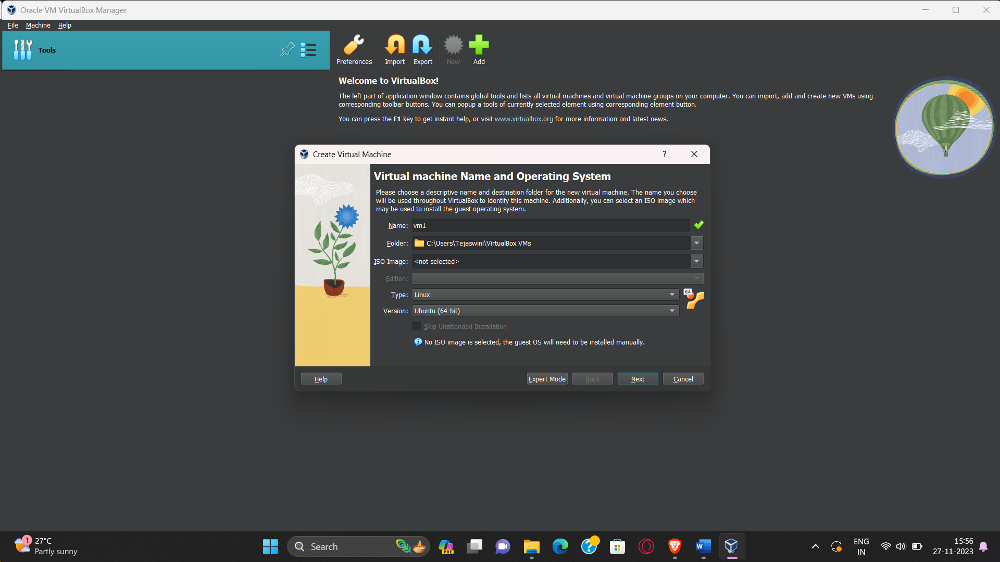 Oracle VM VirtualBox Manager
File Machine Help
Tools
Preferences Import Export New Add
Welcome to VirtualBox!
The left part of application window contains global tools and lists all virtual machines and virtual machine groups on your computer. You can import, add and create new VMs using
corresponding toolbar buttons. You can popup a tools of currently selected element using corresponding element button.
You can press the F1 key to get instant help, or visit www.virtualbox.org for more information and latest news.
Create Virtual Machine
?
Virtual machine Name and Operating System
Please choose a descriptive name and destination folder for the new virtual machine. The name you choose
will be used throughout VirtualBox to identify this machine. Additionally, you can select an ISO image which
may be used to install the guest operating system.
Name: vm1
Folder: C:\Users\Tejaswini\VirtualBox VMs
ISO Image: <not selected>
Edition:
Type: Linux
64
Version: Ubuntu (64-bit)
Skip Unattended Installation
No ISO image is selected, the guest OS will need to be installed manually.
Help Expert Mode Back Next Cancel
1
27°C
Partly sunny
Search
PRE
W
ENG
IN
15:56
27-11-2023